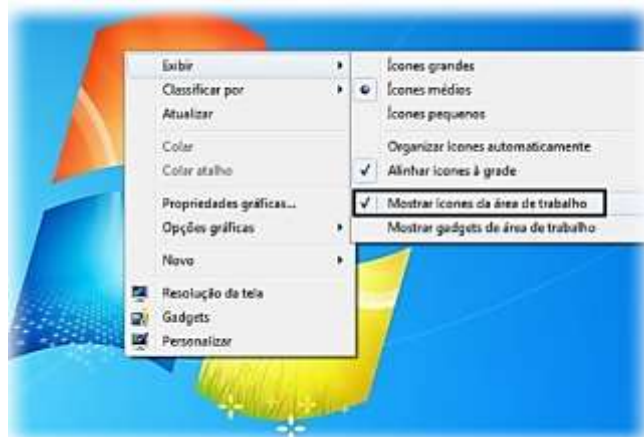 Exibir
Classificar por
Atualizar
Colar
Colar atalho
Propriedades gráficas...
Opções gráficas
Novo
Resolução da tela
Gadgets
Personalizar
Ícones grandes
Ícones médios
Ícones pequenos
Organizar ícones automaticamente
Alinhar ícones à grade
Mostrar ícones da área de trabalho
Mostrar gadgets de área de trabalho